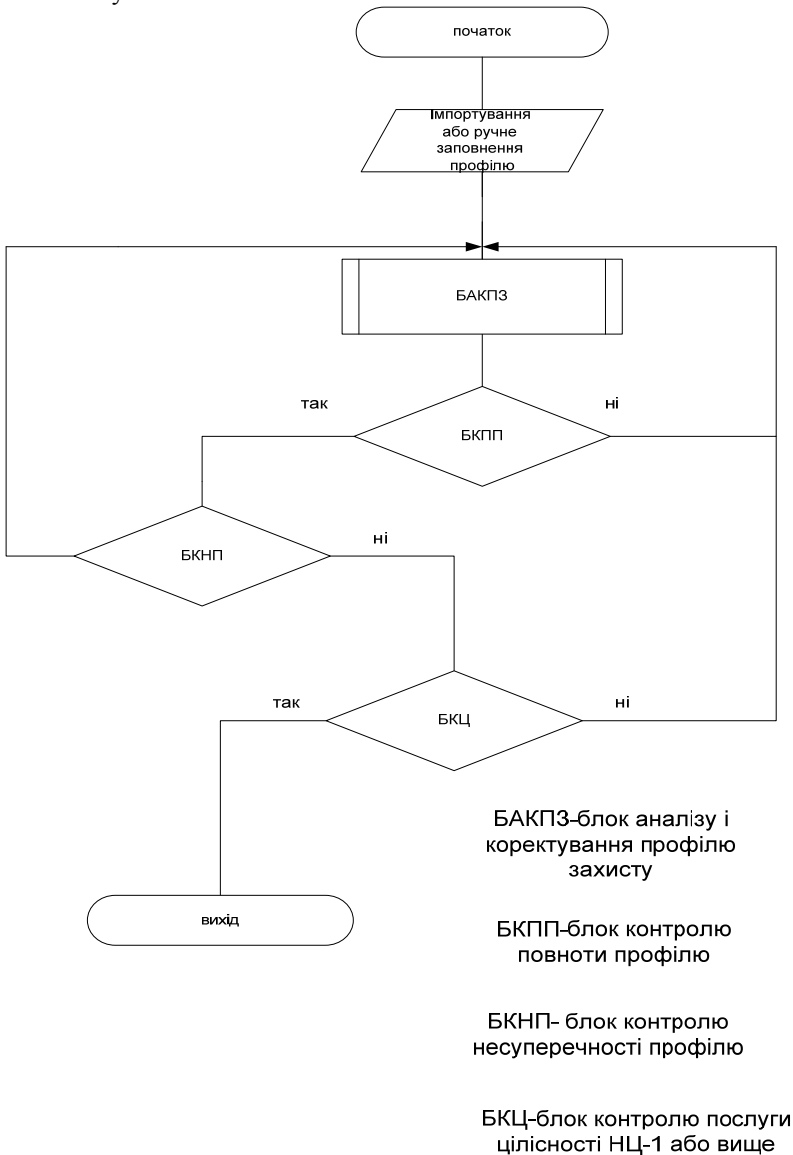 початок
Імпортування
або ручне
заповнення
профілю
БАКПЗ
так
ні
БКПП
БКНП
ні
так
ні
БКЦ
вихід
БАКПЗ-блок аналізу і
коректування профілю
захисту
БКПП-блок контролю
повноти профілю
БКНП- блок контролю
несуперечності профілю
БКЦ-блок контролю послуги
цілісності НЦ-1 або вище